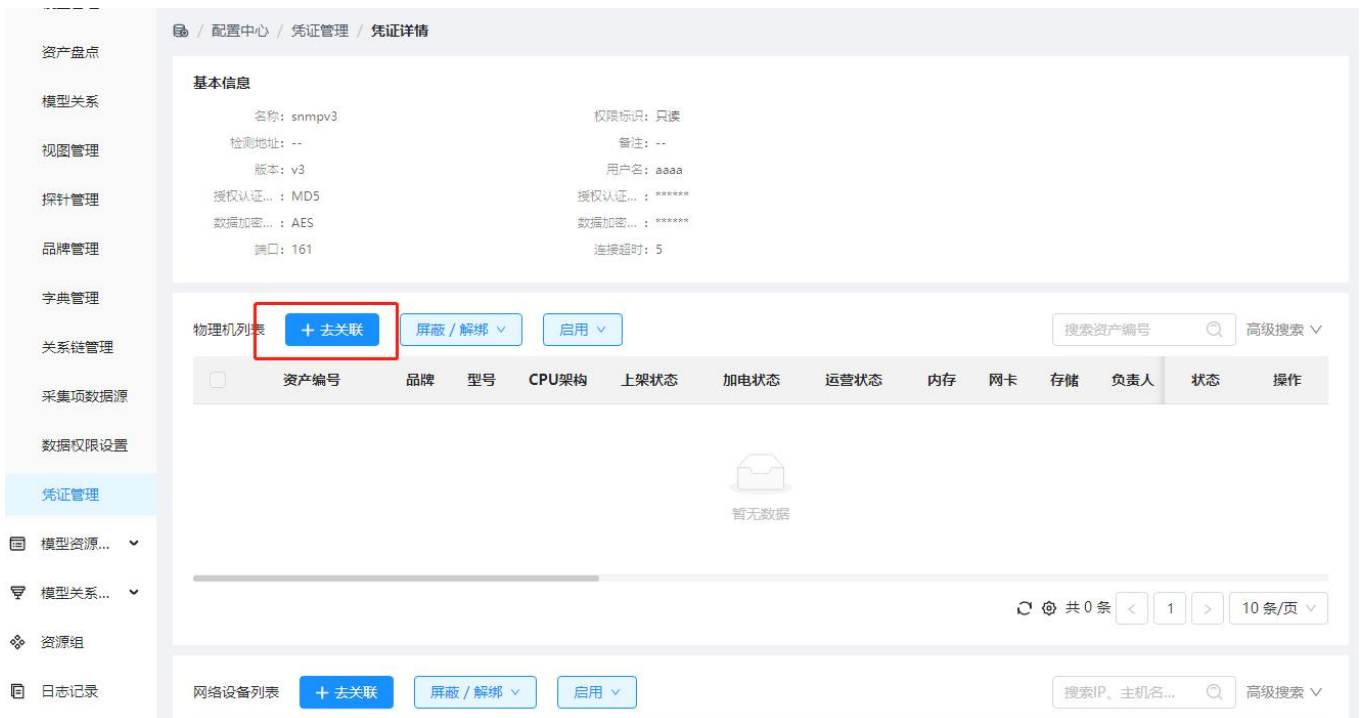 / 配置中心 / 凭证管理 / 凭证详情
资产盘点
模型关系
视图管理
探针管理
品牌管理
字典管理
关系链管理
采集项数据源
数据权限设置
凭证管理
模型资源...
模型关系...
资源组
日志记录
基本信息
名称: snmpv3
权限标识: 只读
检测地址: --
备注: --
版本: v3
用户名: aaaa
授权认证... : MD5
授权认证... : ******
数据加密... : AES
数据加密... : ******
端口: 161
连接超时: 5
物理机列表 + 去关联 屏蔽 / 解绑 启用 搜索资产编号 高级搜索
资产编号 品牌 型号 CPU架构 上架状态 加电状态 运营状态 内存 网卡 存储 负责人 状态 操作
暂无数据
共 0 条 < 1 > 10 条/页
网络设备列表 + 去关联 屏蔽 / 解绑 启用 搜索IP、主机名... 高级搜索